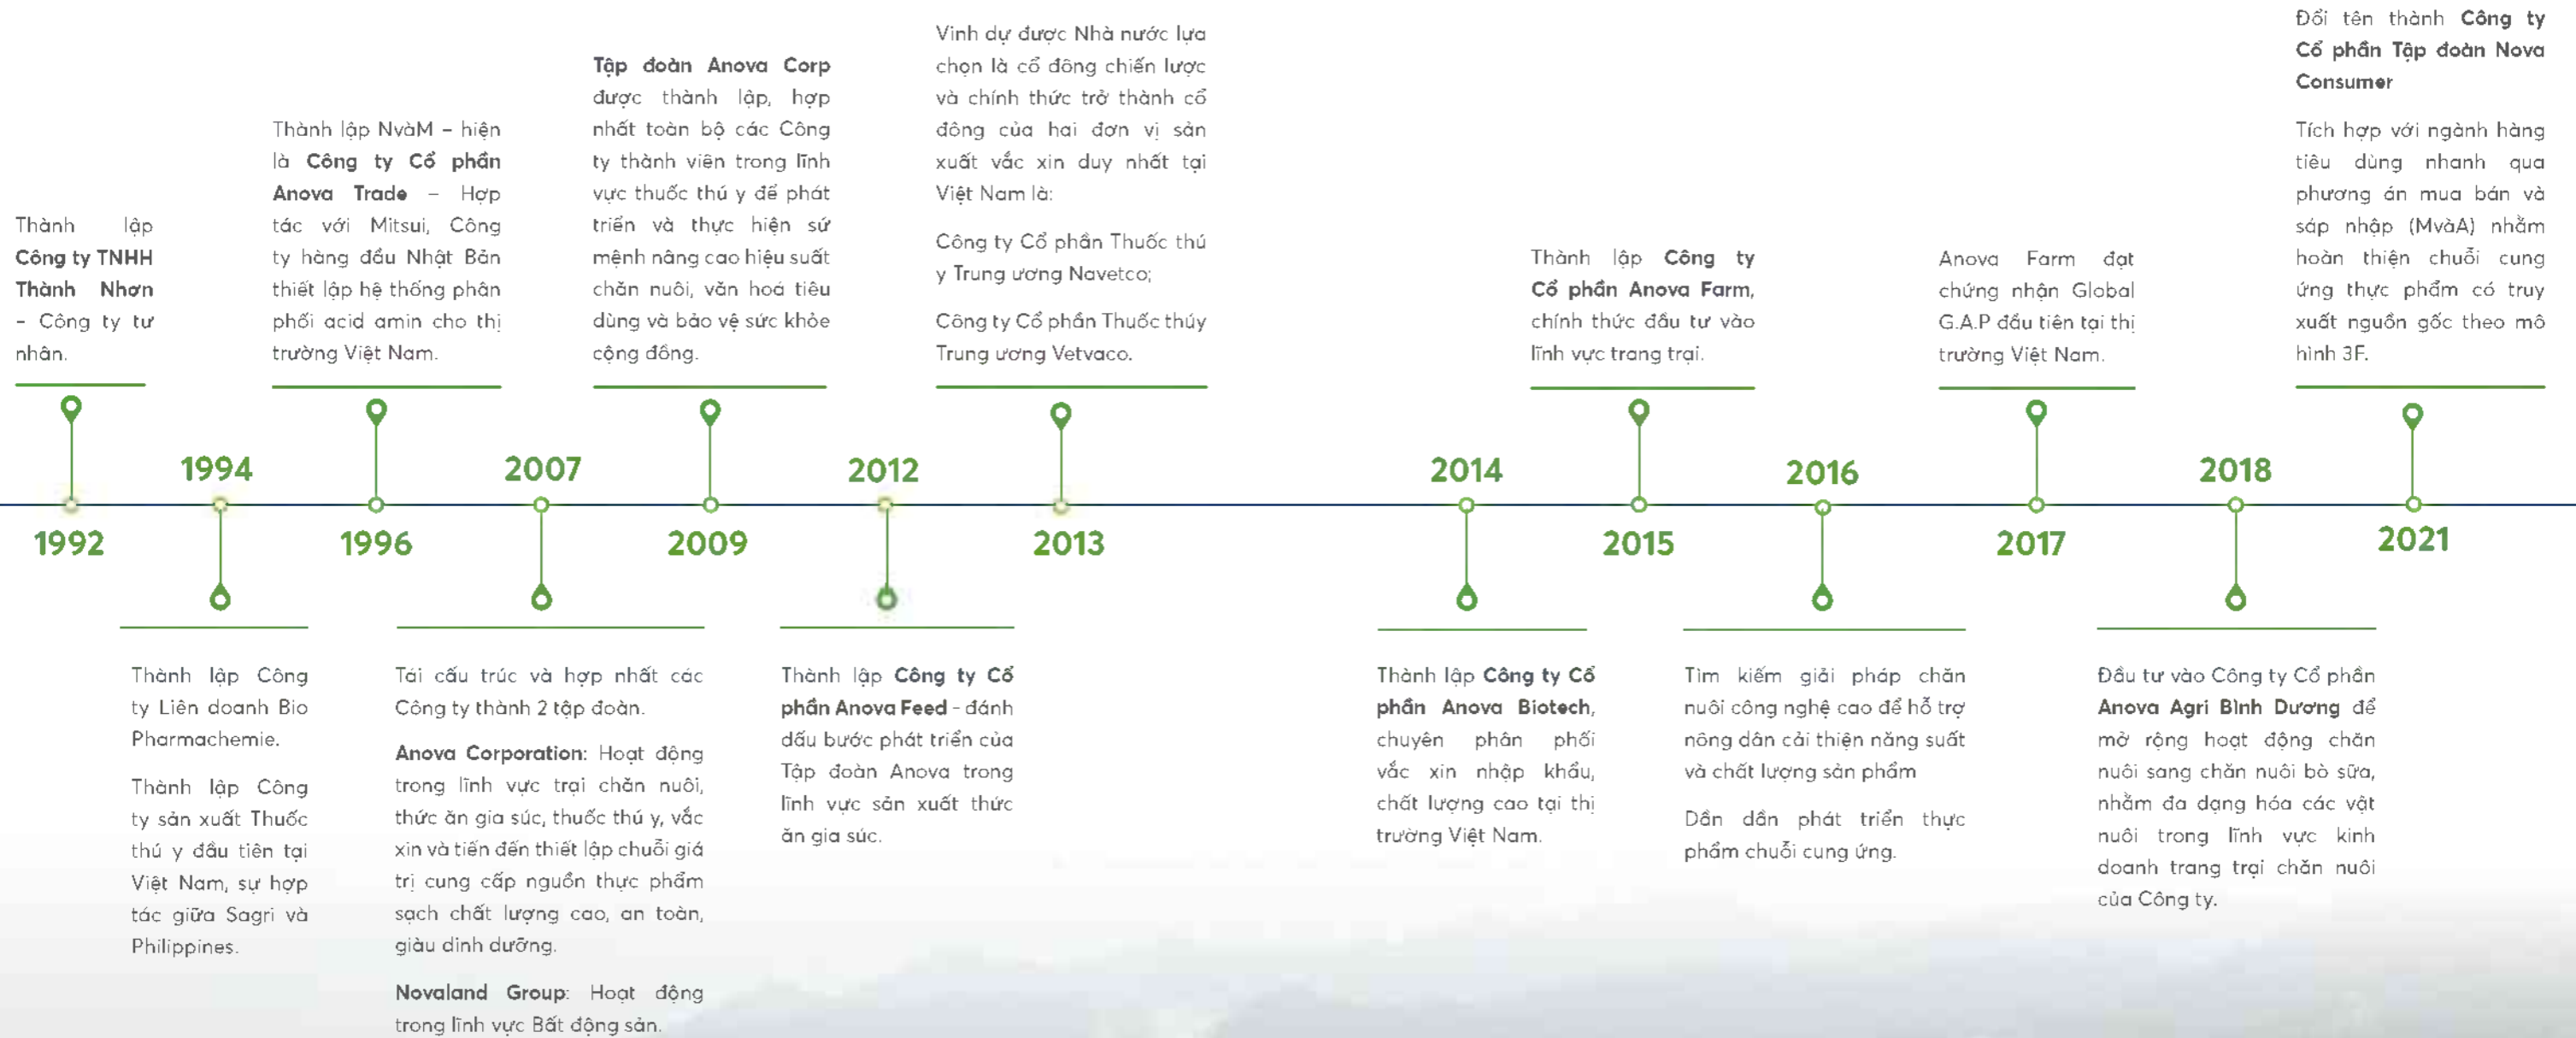 Thành lập
Công ty TNHH
Thành Nhơn
- Công ty tư
nhân.
1992
1994
Thành lập Công
ty Liên doanh Bio
Pharmachemie.
Thành lập Công
ty sản xuất Thuốc
thú y đầu tiên tại
Việt Nam, sự hợp
tác giữa Sagri và
Philippines.
Thành lập NvàM – hiện
là Công ty Cổ phần
Anova Trade – Hợp
tác với Mitsui, Công
ty hàng đầu Nhật Bản
thiết lập hệ thống phân
phối acid amin cho thị
trường Việt Nam.
1996
2007
Tái cấu trúc và hợp nhất các
Công ty thành 2 tập đoàn.
Anova Corporation: Hoạt động
trong lĩnh vực trại chăn nuôi,
thức ăn gia súc, thuốc thú y, vắc
xin và tiến đến thiết lập chuỗi giá
trị cung cấp nguồn thực phẩm
sạch chất lượng cao, an toàn,
giàu dinh dưỡng.
Novaland Group: Hoạt động
trong lĩnh vực Bất động sản.
Tập đoàn Anova Corp
được thành lập, hợp
nhất toàn bộ các Công
ty thành viên trong lĩnh
vực thuốc thú y để phát
triển và thực hiện sứ
mệnh nâng cao hiệu suất
chăn nuôi, văn hoá tiêu
dùng và bảo vệ sức khỏe
cộng đồng.
2009
2012
Thành lập Công ty Cổ
phần Anova Feed - đánh
dấu bước phát triển của
Tập đoàn Anova trong
lĩnh vực sản xuất thức
ăn gia súc.
Vinh dự được Nhà nước lựa
chọn là cổ đông chiến lược
và chính thức trở thành cổ
đông của hai đơn vị sản
xuất vắc xin duy nhất tại
Việt Nam là:
Công ty Cổ phần Thuốc thú
y Trung ương Navetco;
Công ty Cổ phần Thuốc thúy
Trung ương Vetvaco.
2013
2014
Thành lập Công ty Cổ
phần Anova Biotech,
chuyên phân phối
vắc xin nhập khẩu,
chất lượng cao tại thị
trường Việt Nam.
Thành lập Công ty
Cổ phần Anova Farm,
chính thức đầu tư vào
lĩnh vực trang trại.
2015
2016
Tìm kiếm giải pháp chăn
nuôi công nghệ cao để hỗ trợ
nông dân cải thiện năng suất
và chất lượng sản phẩm
Dần dần phát triển thực
phẩm chuỗi cung ứng.
Anova Farm đạt
chứng nhận Global
G.A.P đầu tiên tại thị
trường Việt Nam.
2017
2018
Đầu tư vào Công ty Cổ phần
Anova Agri Bình Dương để
mở rộng hoạt động chăn
nuôi sang chăn nuôi bò sữa,
nhằm đa dạng hóa các vật
nuôi trong lĩnh vực kinh
doanh trang trại chăn nuôi
của Công ty.
Đổi tên thành Công ty
Cổ phần Tập đoàn Nova
Consumer
Tích hợp với ngành hàng
tiêu dùng nhanh qua
phương án mua bán và
sáp nhập (MvàA) nhằm
hoàn thiện chuỗi cung
ứng thực phẩm có truy
xuất nguồn gốc theo mô
hình 3F.
2021